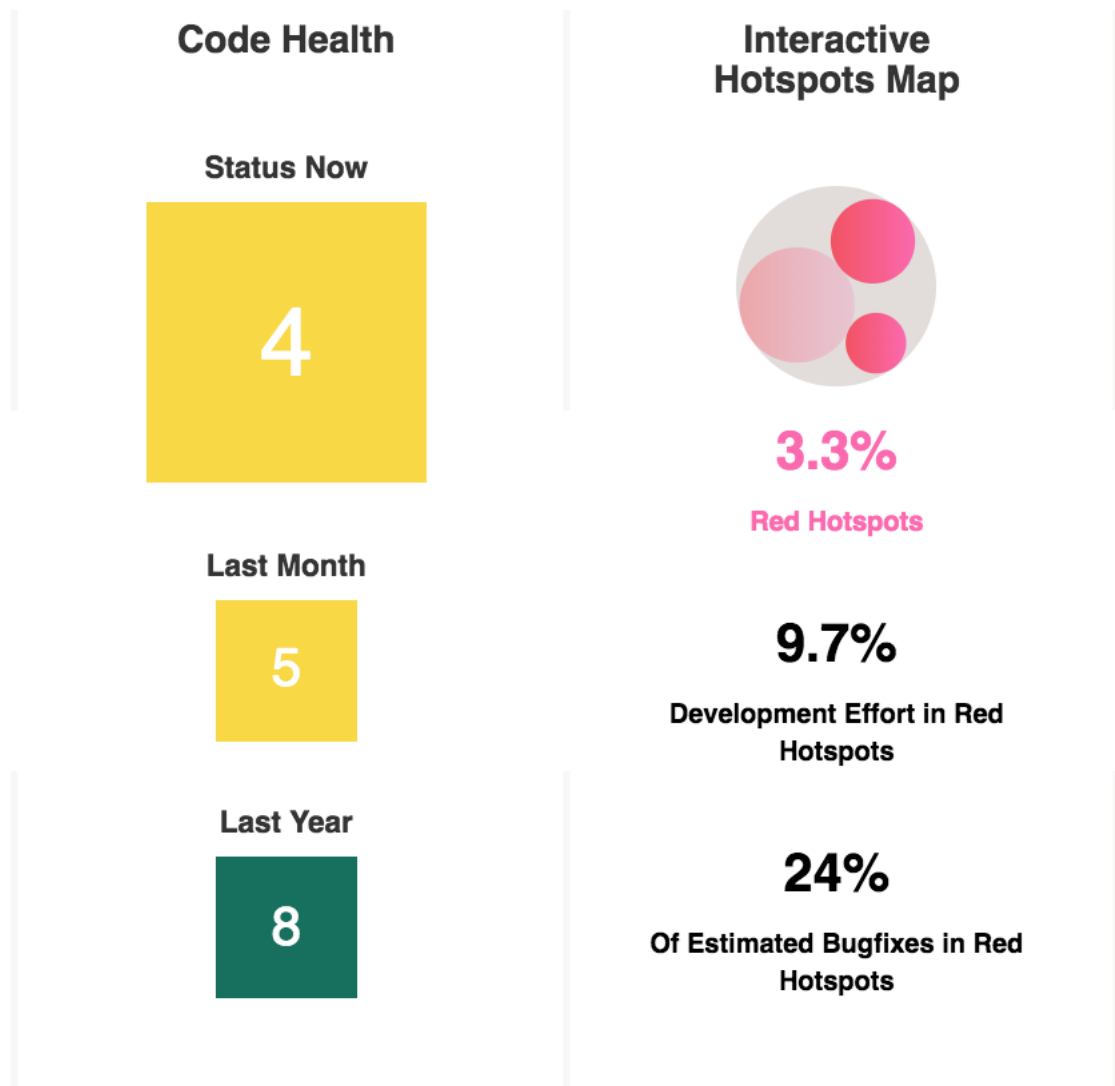 Code Health
Status Now
4
Last Month
5
Last Year
8
Interactive
Hotspots Map
3.3%
Red Hotspots
9.7%
Development Effort in Red
Hotspots
24%
Of Estimated Bugfixes in Red
Hotspots